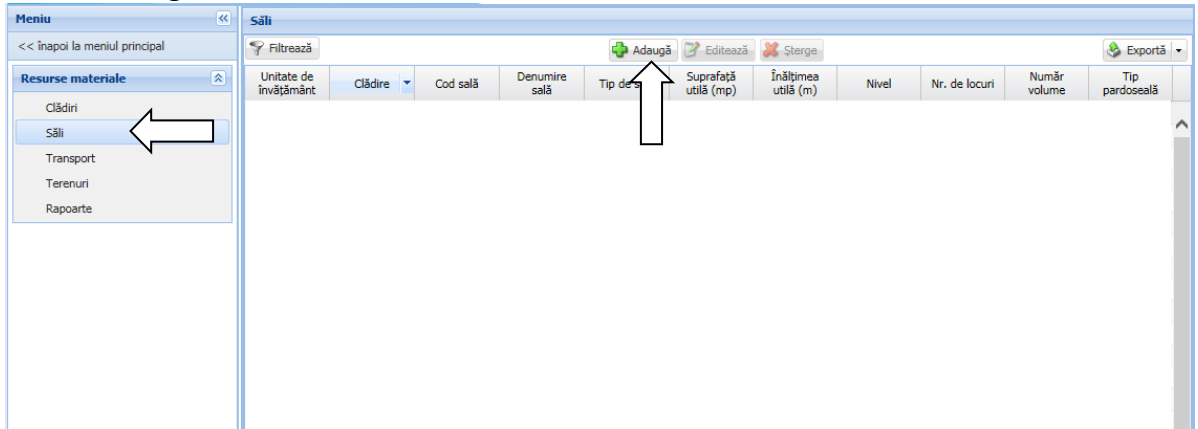 Meniu
<< înapoi la meniul principal
Resurse materiale
Clădiri
Săli
Transport
Terenuri
Rapoarte
Săli
Filtrează
Adaugă
Editează
Șterge
Exportă
Unitate de
învățământ
Clădire
Cod sală
Denumire
sală
Tip de
Suprafață
utilă (mp)
Înălțimea
utilă (m)
Nivel
Nr. de locuri
Număr
volume
Tip
pardoseală